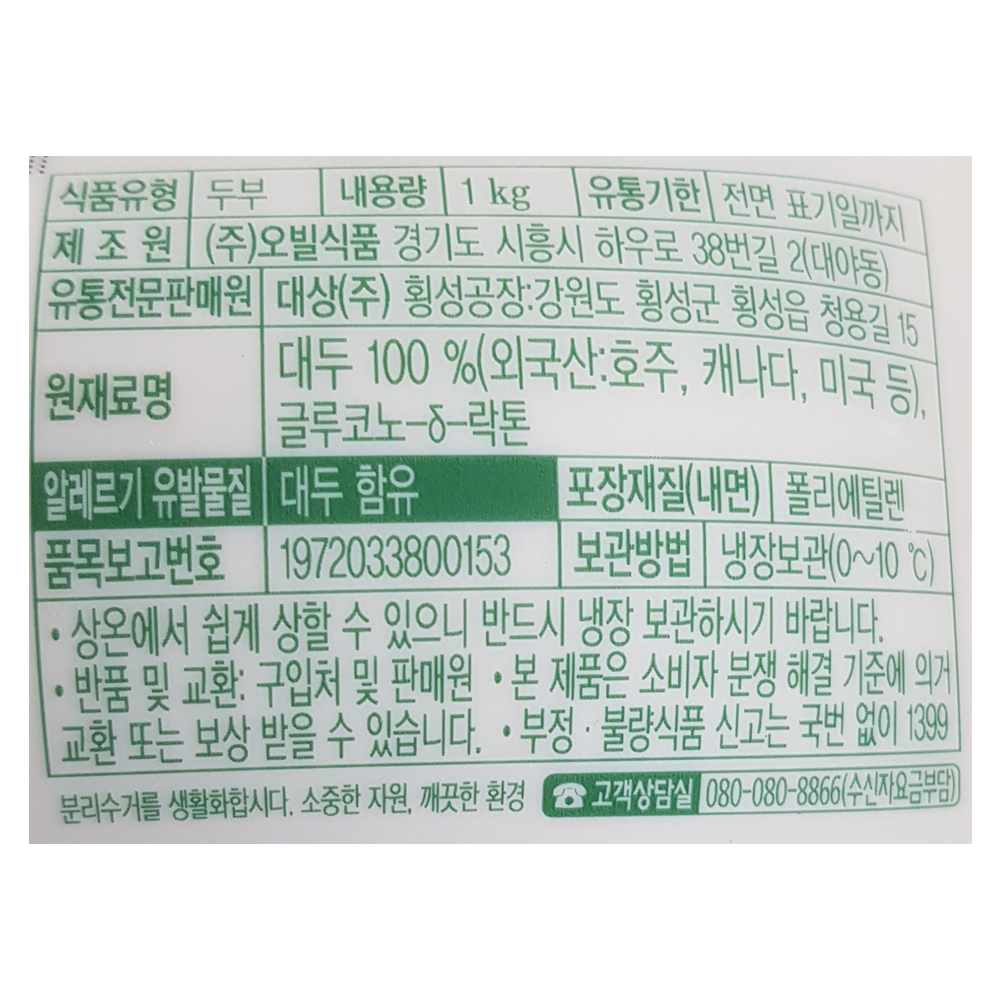 식품유형 두부 내용량 1 kg 유통기한 전면 표기일까지
제 조 원 (주)오빌식품 경기도 시흥시 하우로 38번길 2(대야동)
유통전문판매원 대상(주) 횡성공장:강원도 횡성군 횡성읍 청용길 15
원재료명 대두 100 %(외국산:호주, 캐나다, 미국 등),
글루코노-δ-락톤
알레르기 유발물질 대두 함유 포장재질(내면) 폴리에틸렌
품목보고번호 1972033800153 보관방법 냉장보관(0~10 ℃)
• 상온에서 쉽게 상할 수 있으니 반드시 냉장 보관하시기 바랍니다.
• 반품 및 교환: 구입처 및 판매원 • 본 제품은 소비자 분쟁 해결 기준에 의거
교환 또는 보상 받을 수 있습니다. • 부정 · 불량식품 신고는 국번 없이 1399
분리수거를 생활화합시다. 소중한 자원, 깨끗한 환경 ☎ 고객상담실 080-080-8866(수신자요금부담)